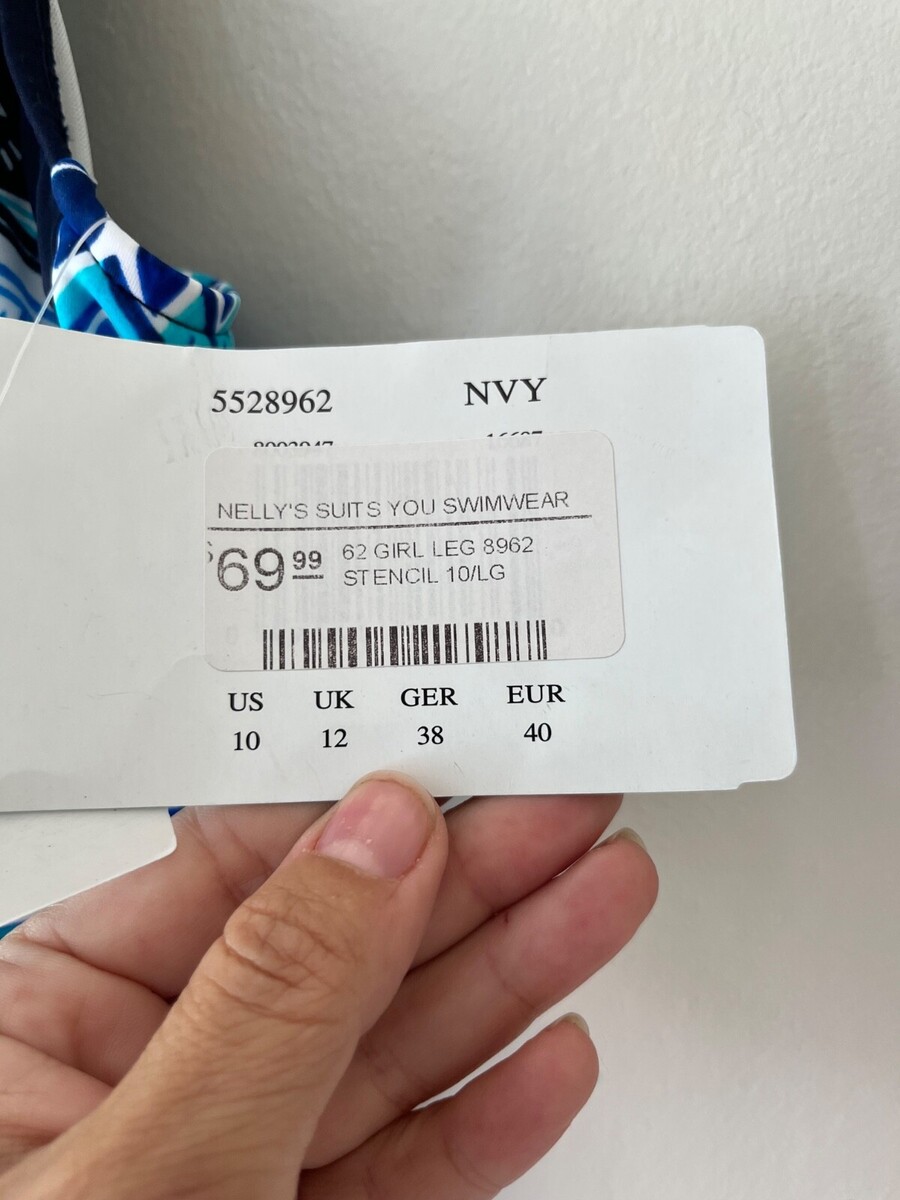 5528962 NVY
NELLY'S SUITS YOU SWIMWEAR
$69.99 62 GIRL LEG 8962
STENCIL 10/LG
US UK GER EUR
10 12 38 40